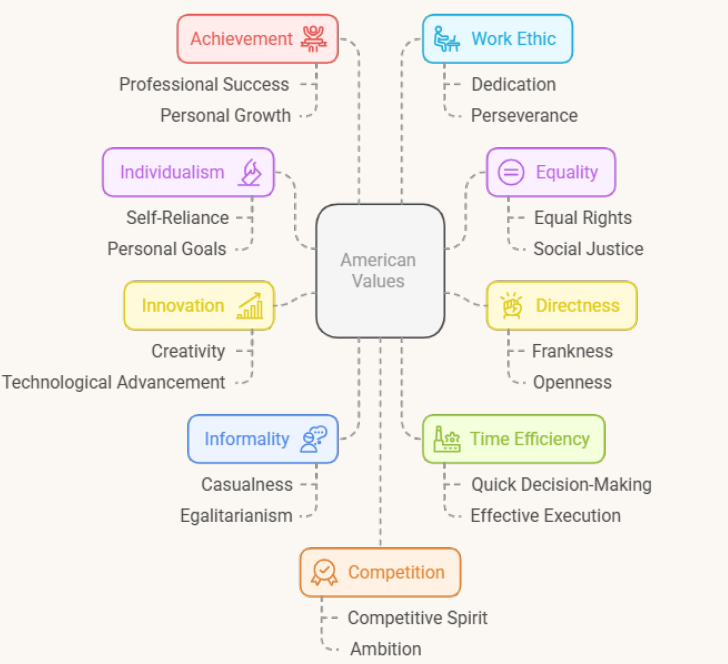 Achievement
Professional Success
Personal Growth
Work Ethic
Dedication
Perseverance
Individualism
Self-Reliance
Personal Goals
Equality
Equal Rights
Social Justice
American
Values
Innovation
Creativity
Technological Advancement
Directness
Frankness
Openness
Informality
Casualness
Egalitarianism
Time Efficiency
Quick Decision-Making
Effective Execution
Competition
Competitive Spirit
Ambition